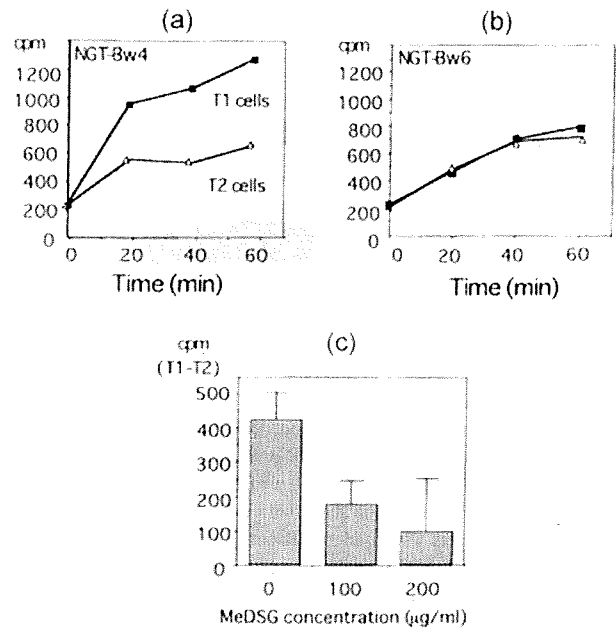 (a)
(b)
cpm
NGT-Bw4
1200
1000
800
600
400
200
0
T1 cells
T2 cells
0 20 40 60
Time (min)
cpm
NGT-Bw6
1200
1000
800
600
400
200
0
0 20 40 60
Time (min)
(c)
cpm
(T1-T2)
500
400
300
200
100
0
0 100 200
MeDSG concentration (µg/ml)